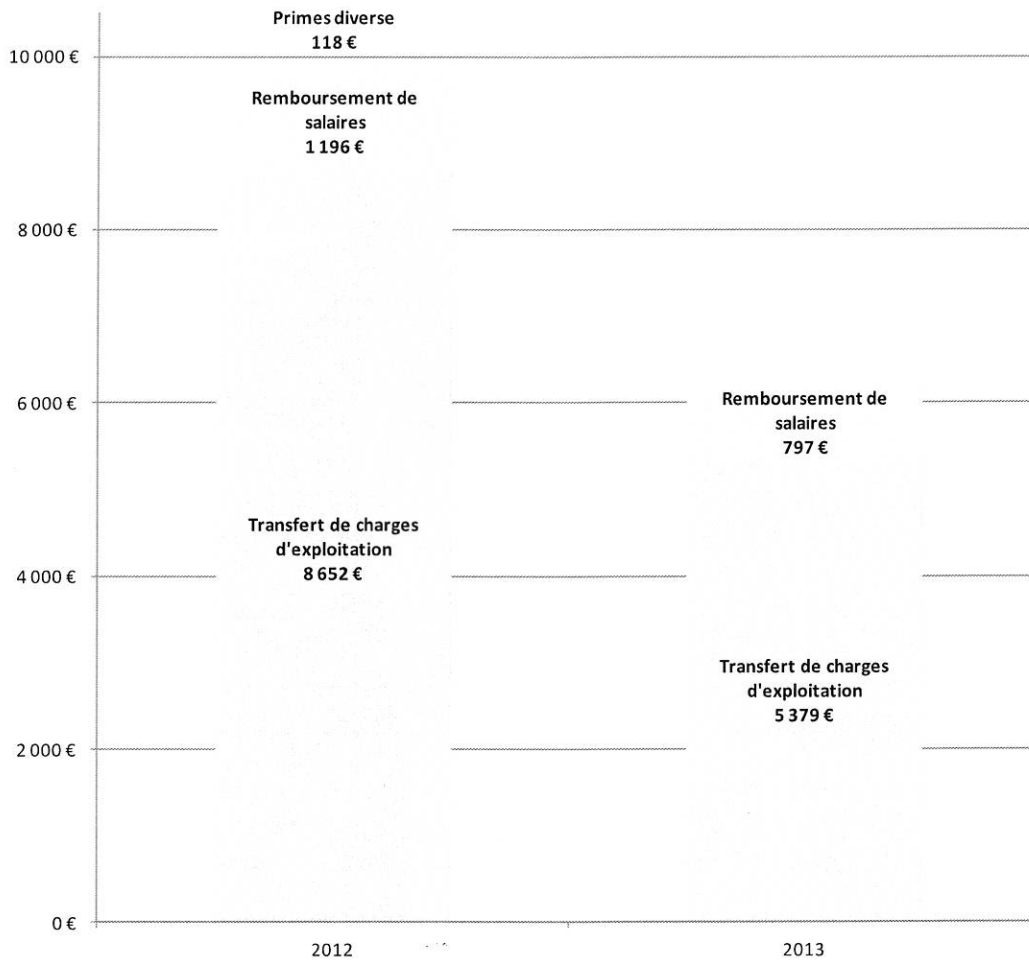 Primes diverse
118 €
10 000 €
Remboursement de
salaires
1 196 €
8 000 €
6 000 €
Remboursement de
salaires
797 €
Transfert de charges
d'exploitation
8 652 €
4 000 €
Transfert de charges
d'exploitation
5 379 €
2 000 €
0 €
2012
2013